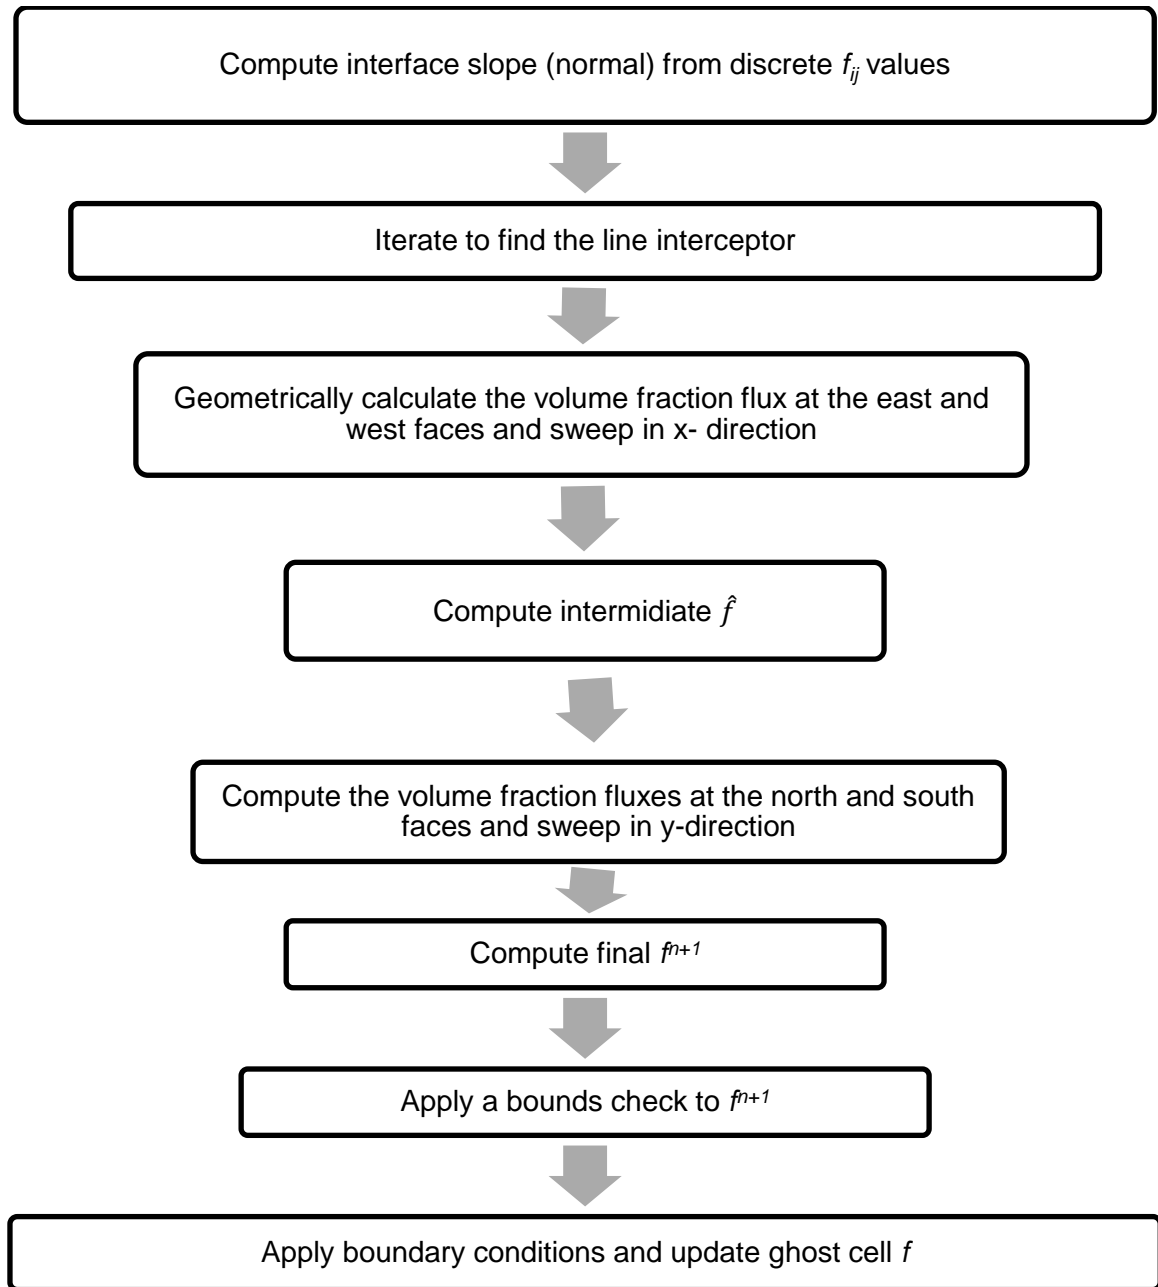 Compute interface slope (normal) from discrete f_ij values
Iterate to find the line interceptor
Geometrically calculate the volume fraction flux at the east and
west faces and sweep in x- direction
Compute intermidiate f̂
Compute the volume fraction fluxes at the north and south
faces and sweep in y-direction
Compute final f^n+1
Apply a bounds check to f^n+1
Apply boundary conditions and update ghost cell f